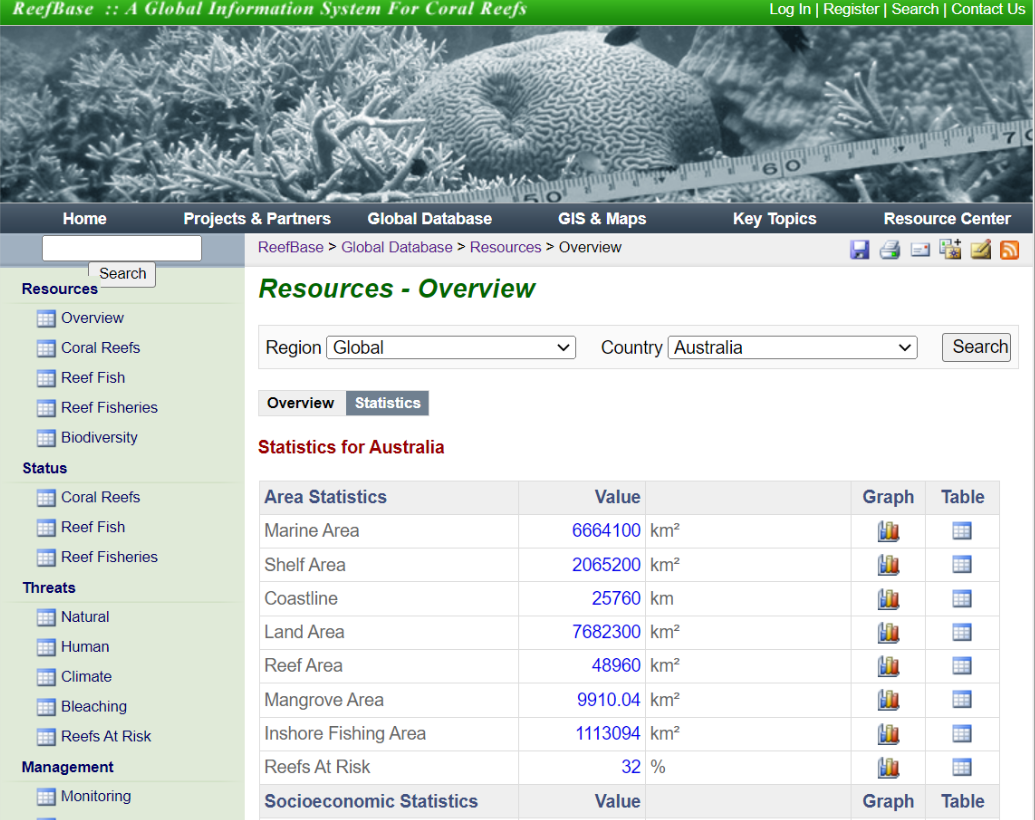 ReefBase :: A Global Information System For Coral Reefs
Log In | Register | Search | Contact Us
50 60 7
Home Projects & Partners Global Database GIS & Maps Key Topics Resource Center
ReefBase > Global Database > Resources > Overview
Search
Resources
Overview
Coral Reefs
Reef Fish
Reef Fisheries
Biodiversity
Status
Coral Reefs
Reef Fish
Reef Fisheries
Threats
Natural
Human
Climate
Bleaching
Reefs At Risk
Management
Monitoring
Resources - Overview
Region Global Country Australia Search
Overview Statistics
Statistics for Australia
Area Statistics Value Graph Table
Marine Area 6664100 km²
Shelf Area 2065200 km²
Coastline 25760 km
Land Area 7682300 km²
Reef Area 48960 km²
Mangrove Area 9910.04 km²
Inshore Fishing Area 1113094 km²
Reefs At Risk 32 %
Socioeconomic Statistics Value Graph Table